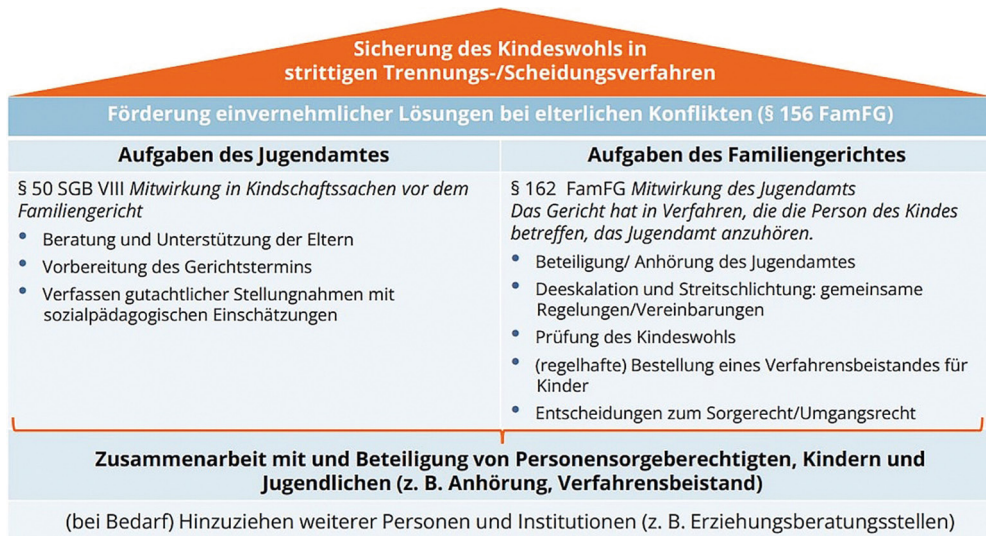 Sicherung des Kindeswohls in
strittigen Trennungs-/Scheidungsverfahren
Förderung einvernehmlicher Lösungen bei elterlichen Konflikten (§ 156 FamFG)
Aufgaben des Jugendamtes
§ 50 SGB VIII Mitwirkung in Kindschaftssachen vor dem
Familiengericht
• Beratung und Unterstützung der Eltern
• Vorbereitung des Gerichtstermins
• Verfassen gutachtlicher Stellungnahmen mit
sozialpädagogischen Einschätzungen
Aufgaben des Familiengerichtes
§ 162 FamFG Mitwirkung des Jugendamts
Das Gericht hat in Verfahren, die die Person des Kindes
betreffen, das Jugendamt anzuhören.
• Beteiligung/ Anhörung des Jugendamtes
• Deeskalation und Streitschlichtung: gemeinsame
Regelungen/Vereinbarungen
• Prüfung des Kindeswohls
• (regelhafte) Bestellung eines Verfahrensbeistandes für
Kinder
• Entscheidungen zum Sorgerecht/Umgangsrecht
Zusammenarbeit mit und Beteiligung von Personensorgeberechtigten, Kindern und
Jugendlichen (z. B. Anhörung, Verfahrensbeistand)
(bei Bedarf) Hinzuziehen weiterer Personen und Institutionen (z. B. Erziehungsberatungsstellen)